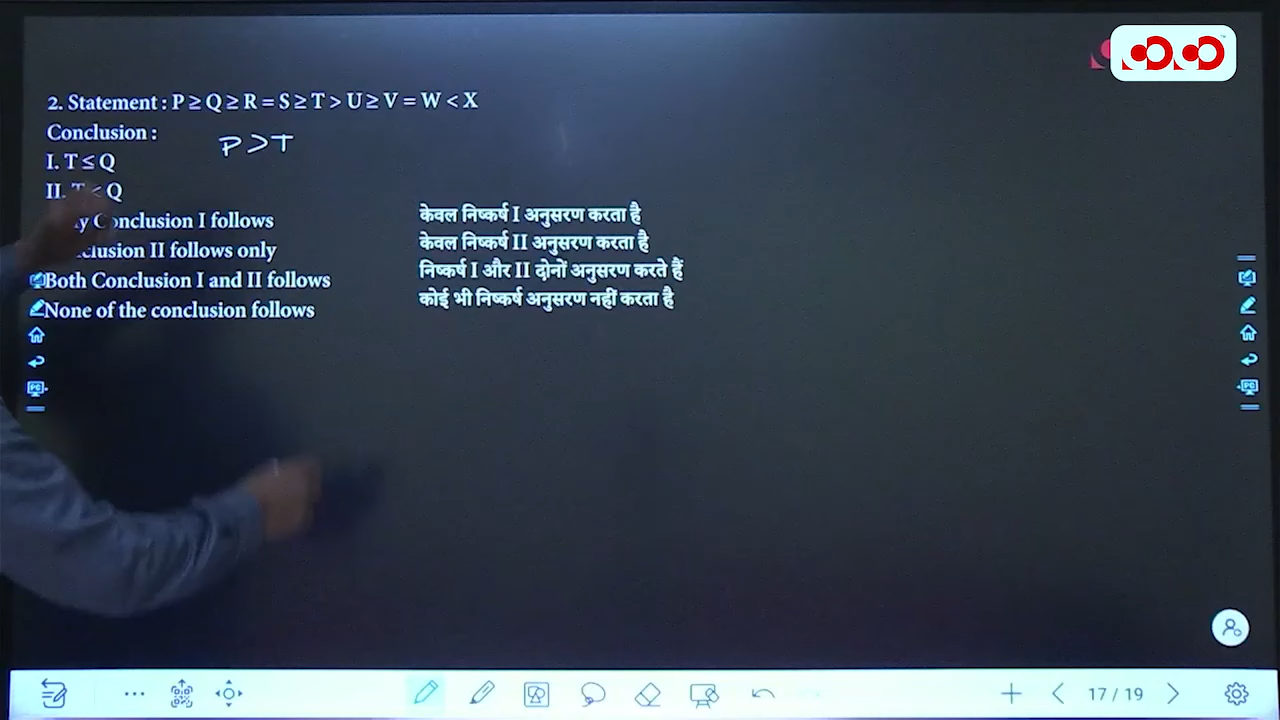 2. Statement : P ≥ Q ≥ R = S ≥ T > U ≥ V = W < X
Conclusion :
P > T
I. T ≤ Q
II. T < Q
Conclusion I follows
Conclusion II follows only
Both Conclusion I and II follows
None of the conclusion follows
केवल निष्कर्ष I अनुसरण करता है
केवल निष्कर्ष II अनुसरण करता है
निष्कर्ष I और II दोनों अनुसरण करते हैं
कोई भी निष्कर्ष अनुसरण नहीं करता है
PC
PC
17 / 19